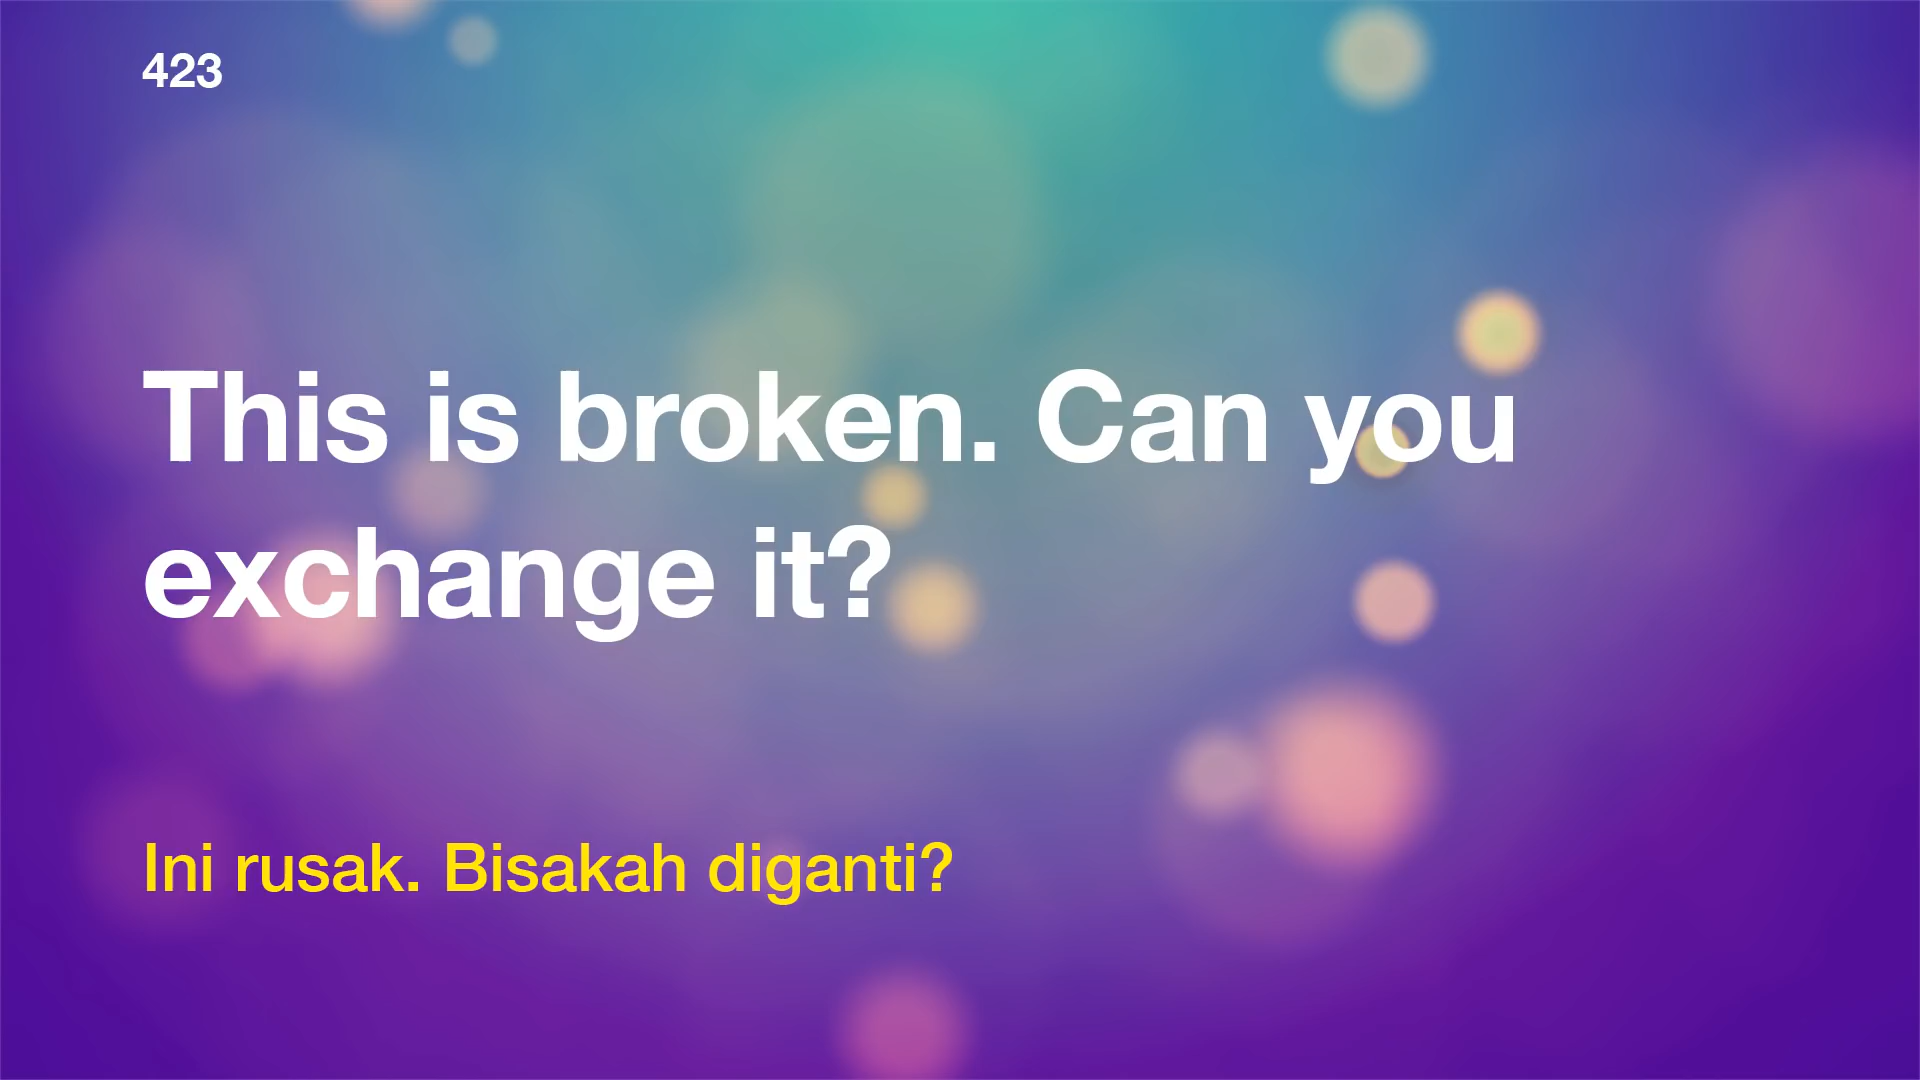 423
This is broken. Can you
exchange it?
Ini rusak. Bisakah diganti?